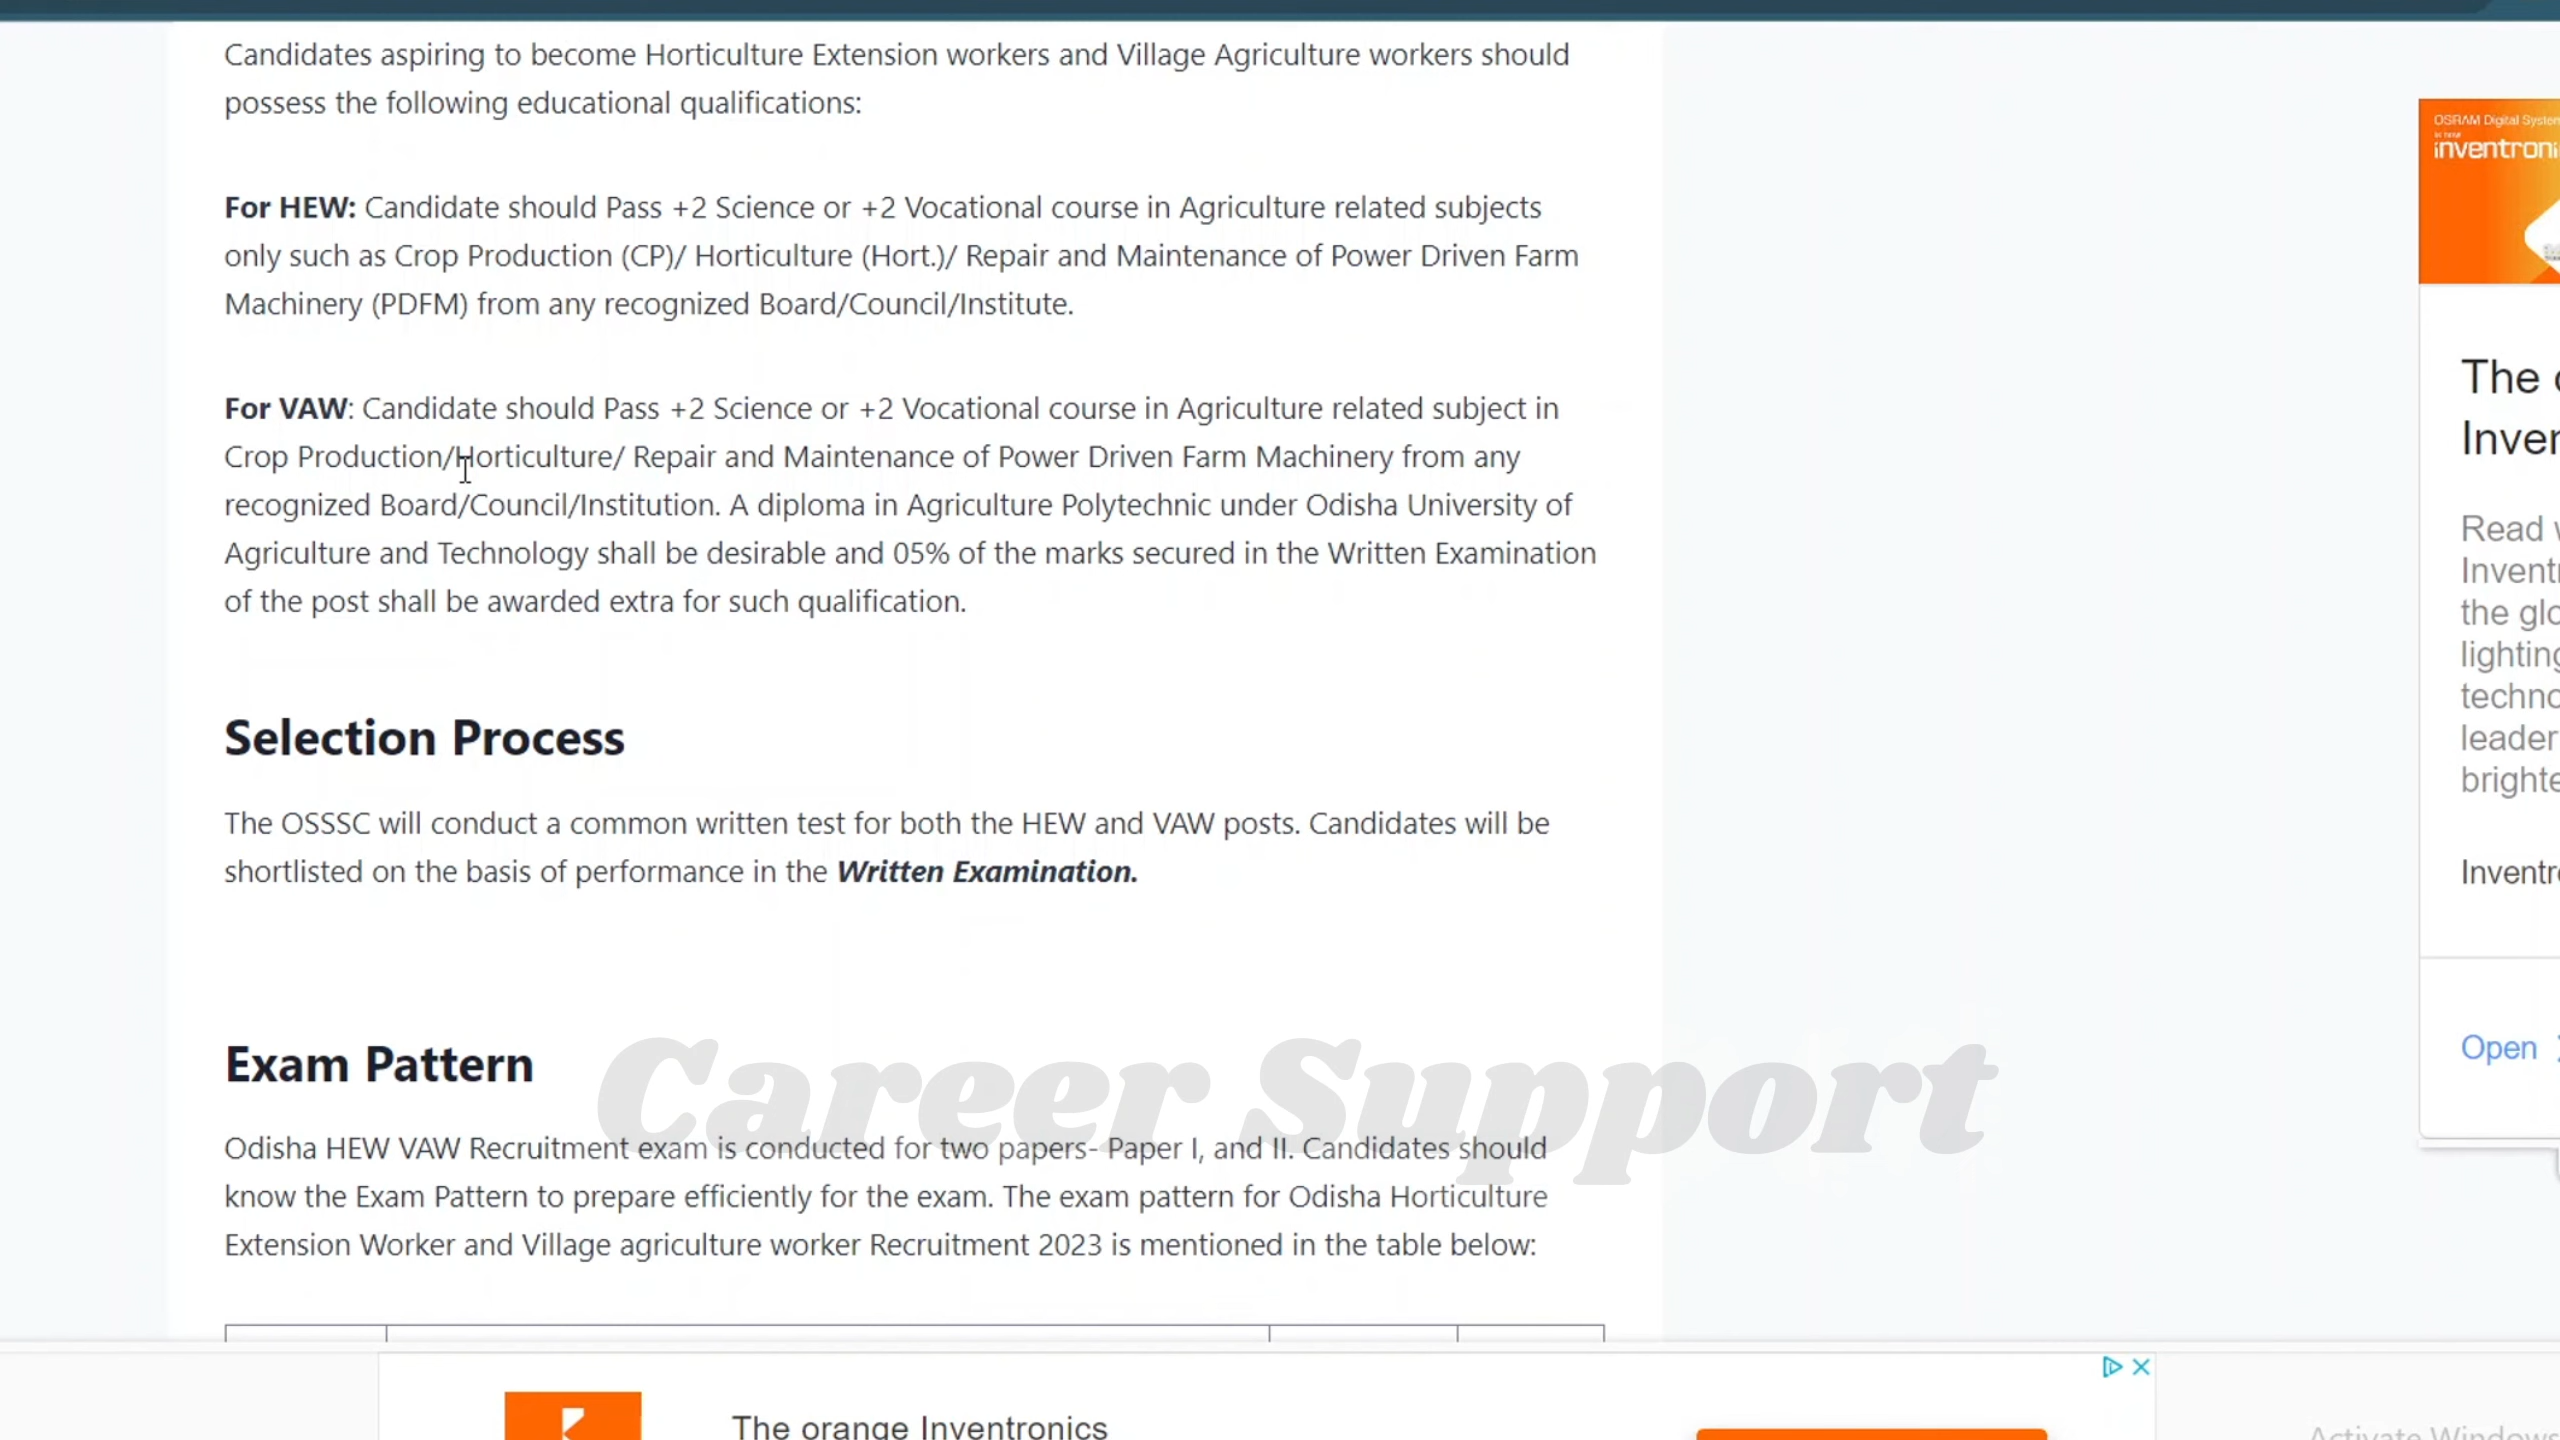 Candidates aspiring to become Horticulture Extension workers and Village Agriculture workers should
possess the following educational qualifications:
For HEW: Candidate should Pass +2 Science or +2 Vocational course in Agriculture related subjects
only such as Crop Production (CP)/ Horticulture (Hort.)/ Repair and Maintenance of Power Driven Farm
Machinery (PDFM) from any recognized Board/Council/Institute.
For VAW: Candidate should Pass +2 Science or +2 Vocational course in Agriculture related subject in
Crop Production/Horticulture/ Repair and Maintenance of Power Driven Farm Machinery from any
recognized Board/Council/Institution. A diploma in Agriculture Polytechnic under Odisha University of
Agriculture and Technology shall be desirable and 05% of the marks secured in the Written Examination
of the post shall be awarded extra for such qualification.
Selection Process
The OSSSC will conduct a common written test for both the HEW and VAW posts. Candidates will be
shortlisted on the basis of performance in the Written Examination.
Exam Pattern
Career Support
Odisha HEW VAW Recruitment exam is conducted for two papers- Paper I, and II. Candidates should
know the Exam Pattern to prepare efficiently for the exam. The exam pattern for Odisha Horticulture
Extension Worker and Village agriculture worker Recruitment 2023 is mentioned in the table below:
OSRAM Digital System
inventroni
The
Inven
Read
Invent
the glo
lighting
techno
leader
brighte
Inventr
Open
The orange Inventronics
Activate Windows